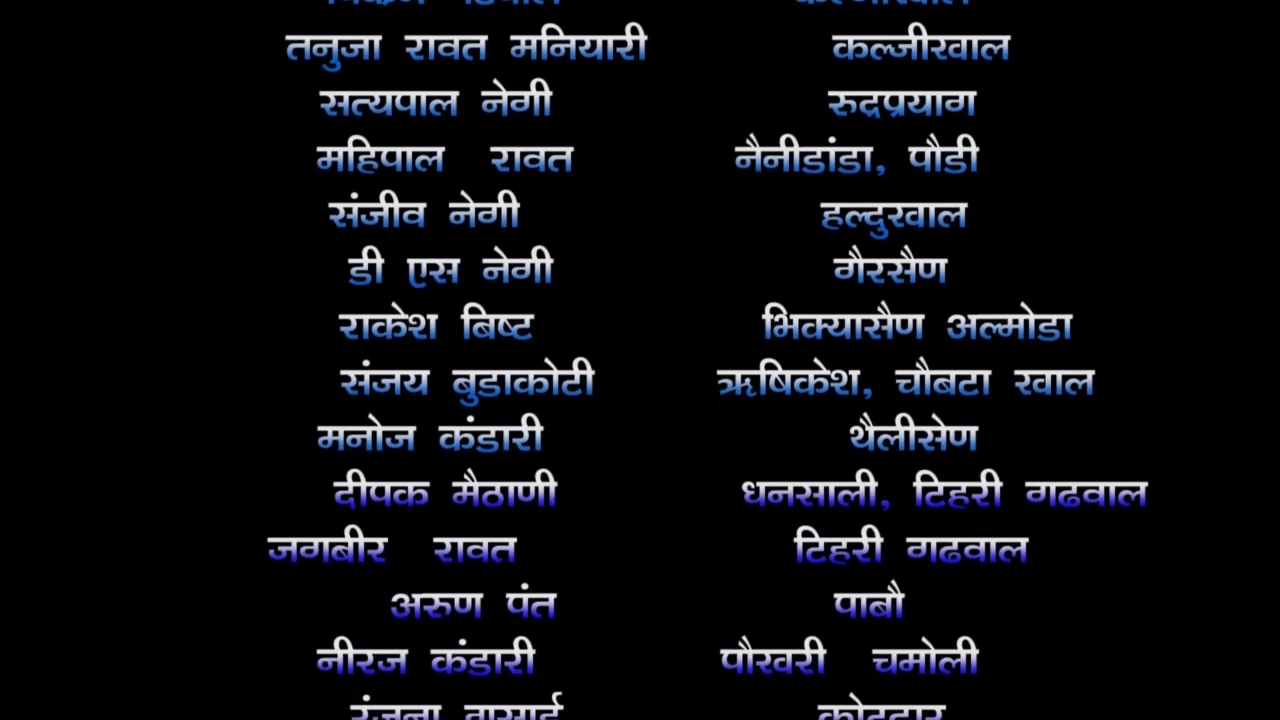 तनुजा रावत मनियारी कल्जीखाल
सत्यपाल नेगी रुद्रप्रयाग
महिपाल रावत नैनीडांडा, पौडी
संजीव नेगी हल्दुखाल
डी एस नेगी गैरसैण
राकेश बिष्ट भिक्यासैण अल्मोडा
संजय बुडाकोटी ऋषिकेश, चौबटा खाल
मनोज कंडारी थैलीसेण
दीपक मैठाणी धनसाली, टिहरी गढवाल
जगबीर रावत टिहरी गढवाल
अरुण पंत पाबौ
नीरज कंडारी पौखरी चमोली